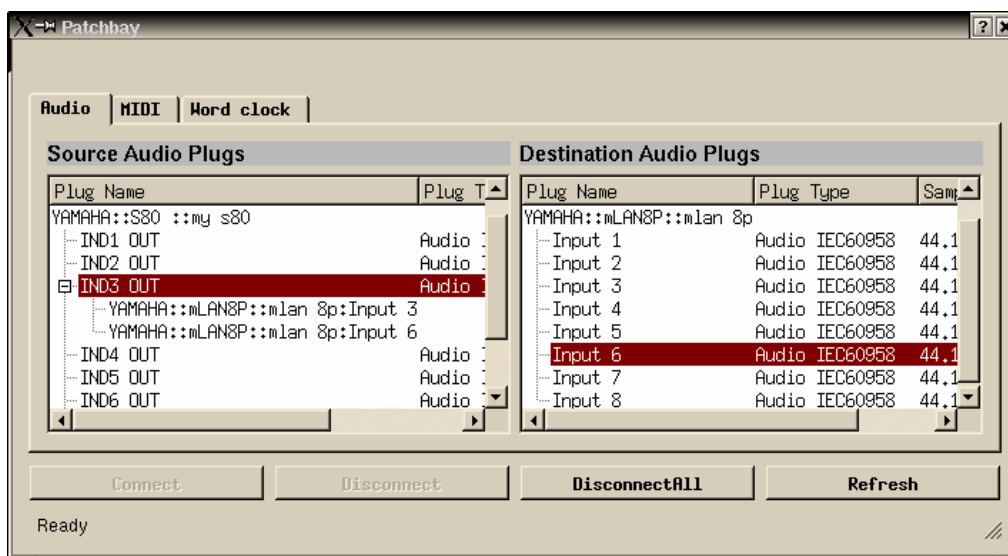 Patchbay
Audio MIDI Word clock
Source Audio Plugs
Plug Name Plug T
YAMAHA::S80 ::my s80
IND1 OUT Audio
IND2 OUT Audio
IND3 OUT Audio
YAMAHA::mLAN8P::mlan 8p:Input 3
YAMAHA::mLAN8P::mlan 8p:Input 6
IND4 OUT Audio
IND5 OUT Audio
IND6 OUT Audio
Destination Audio Plugs
Plug Name Plug Type Samp
YAMAHA::mLAN8P::mlan 8p
Input 1 Audio IEC60958 44.1
Input 2 Audio IEC60958 44.1
Input 3 Audio IEC60958 44.1
Input 4 Audio IEC60958 44.1
Input 5 Audio IEC60958 44.1
Input 6 Audio IEC60958 44.1
Input 7 Audio IEC60958 44.1
Input 8 Audio IEC60958 44.1
Connect Disconnect DisconnectAll Refresh
Ready